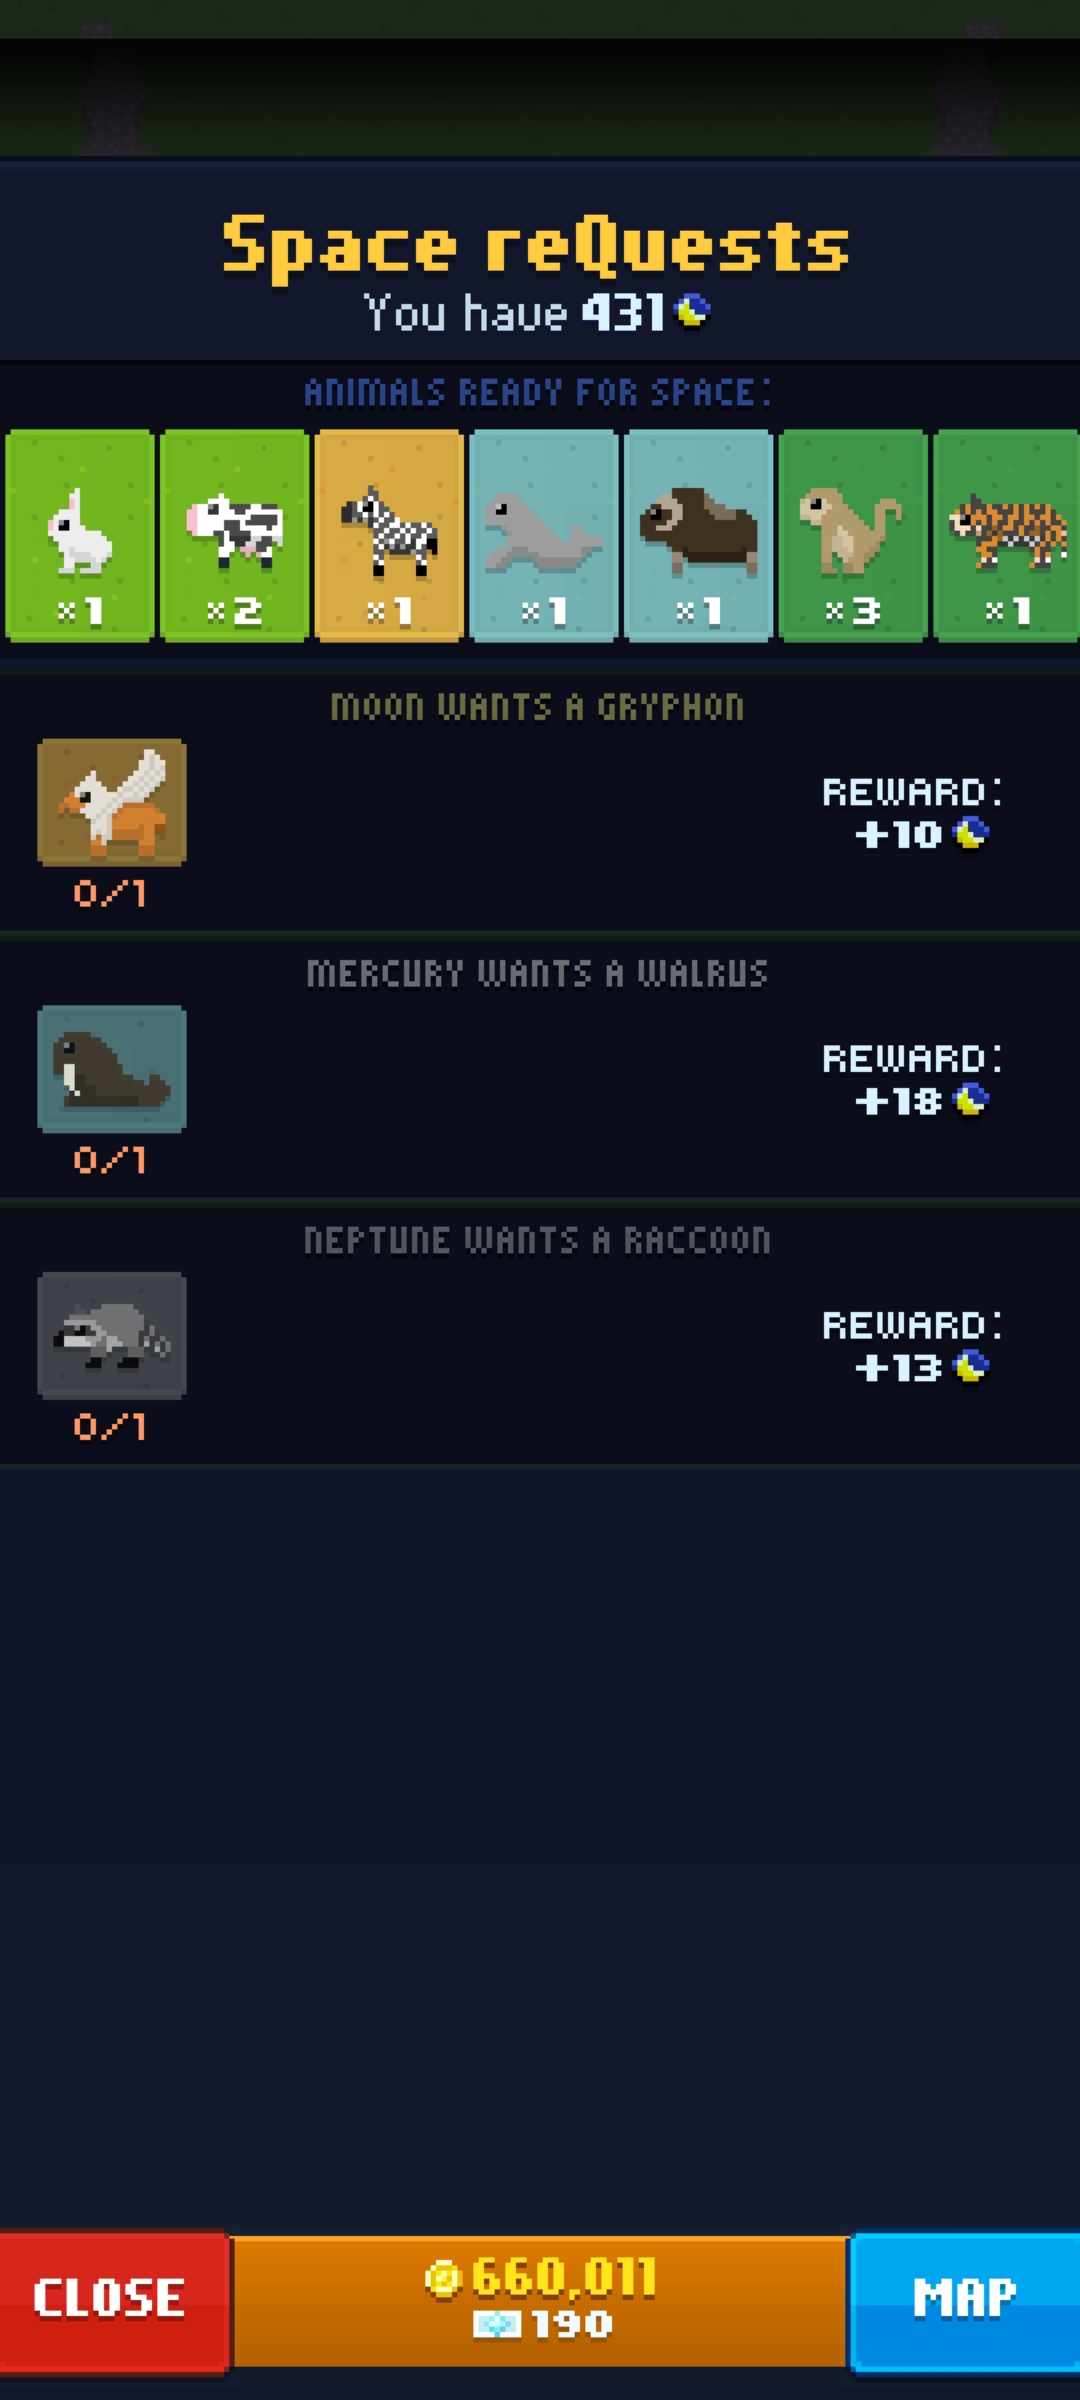 Space reQuests
You have 431
ANIMALS READY FOR SPACE:
×1 ×2 ×1 ×1 ×1 ×3 ×1
MOON WANTS A GRYPHON
REWARD:
+10
0/1
MERCURY WANTS A WALRUS
REWARD:
+18
0/1
NEPTUNE WANTS A RACCOON
REWARD:
+13
0/1
CLOSE
660,011
190
MAP